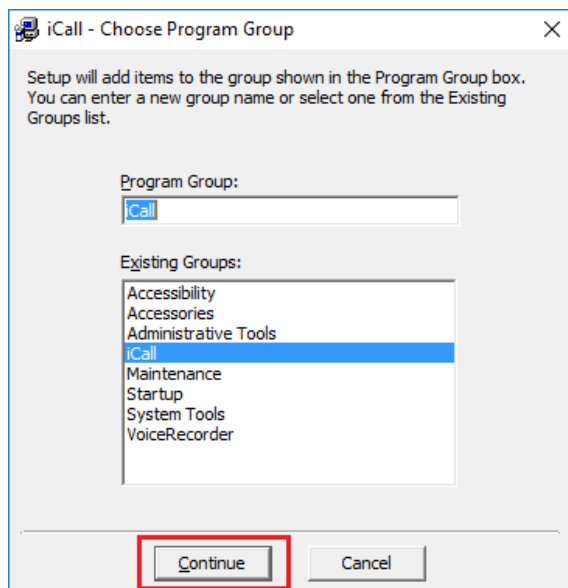 iCall - Choose Program Group
Setup will add items to the group shown in the Program Group box.
You can enter a new group name or select one from the Existing
Groups list.
Program Group:
iCall
Existing Groups:
Accessibility
Accessories
Administrative Tools
iCall
Maintenance
Startup
System Tools
VoiceRecorder
Continue Cancel